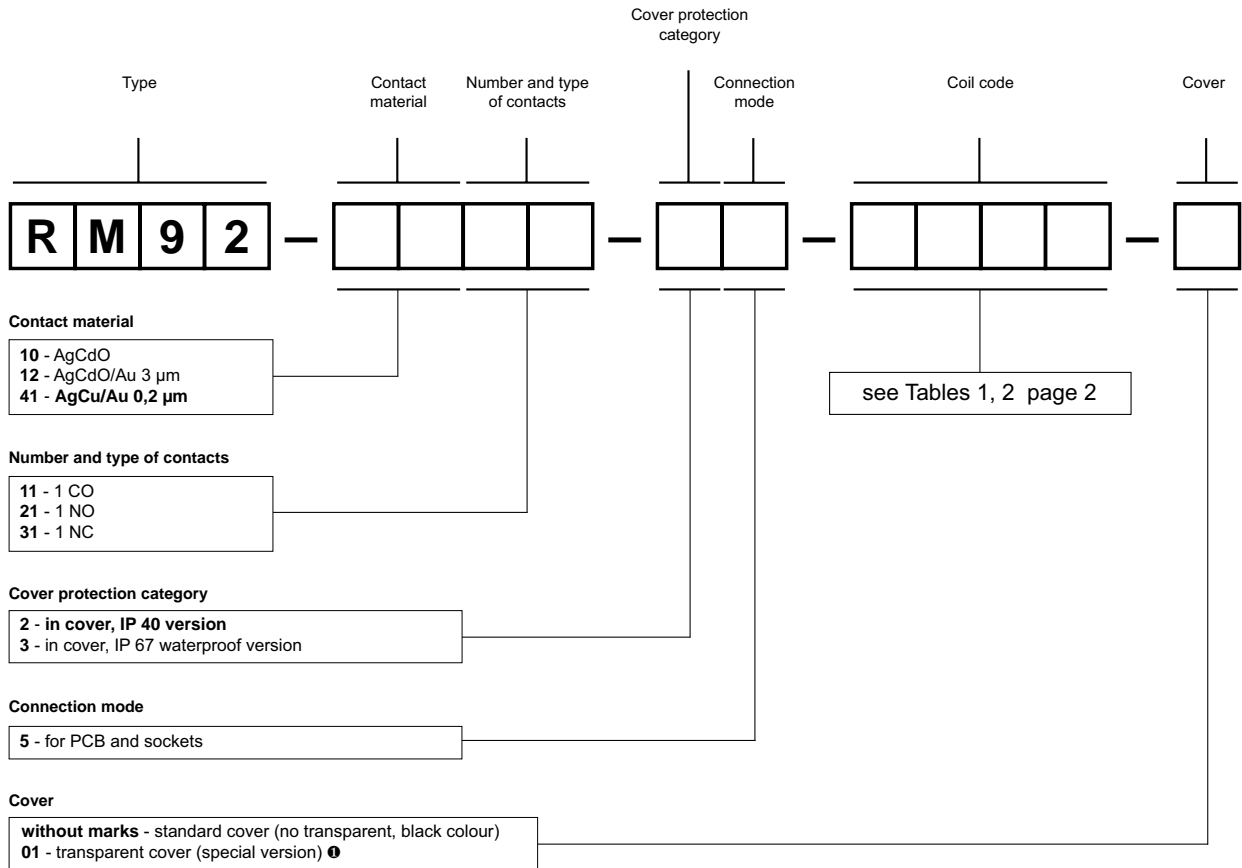 Cover protection
category
Type
Contact
material
Number and type
of contacts
Connection
mode
Coil code
Cover
R M 9 2 – – – –
Contact material
10 - AgCdO
12 - AgCdO/Au 3 µm
41 - AgCu/Au 0,2 µm
see Tables 1, 2 page 2
Number and type of contacts
11 - 1 CO
21 - 1 NO
31 - 1 NC
Cover protection category
2 - in cover, IP 40 version
3 - in cover, IP 67 waterproof version
Connection mode
5 - for PCB and sockets
Cover
without marks - standard cover (no transparent, black colour)
01 - transparent cover (special version) ❶